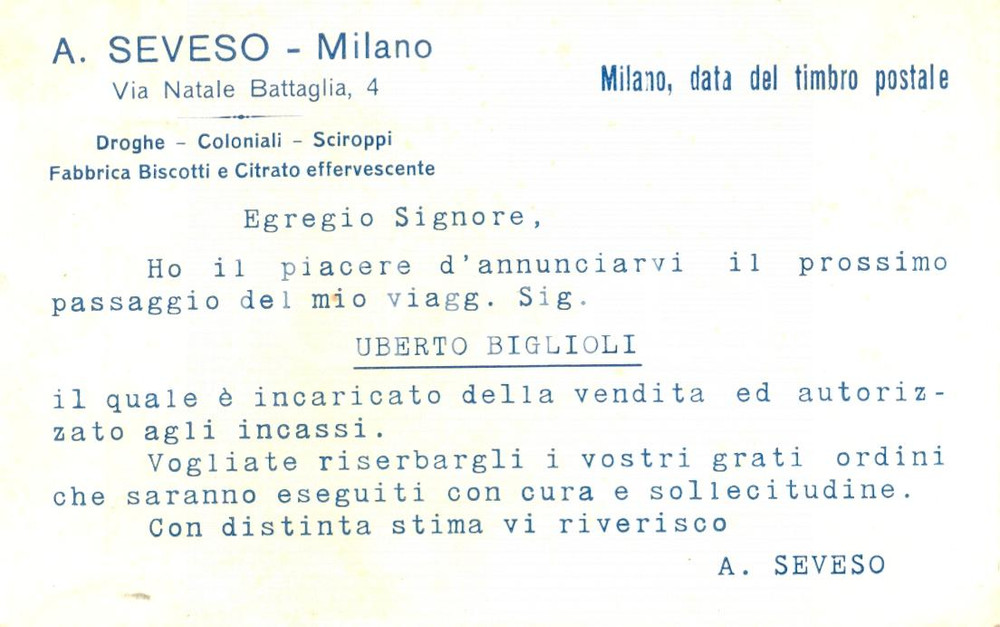 A. SEVESO - Milano
Via Natale Battaglia, 4
Milano, data del timbro postale
Droghe - Coloniali - Sciroppi
Fabbrica Biscotti e Citrato effervescente
Egregio Signore,
Ho il piacere d'annunciarvi il prossimo
passaggio del mio viagg. Sig.
UBERTO BIGLIOLI
il quale è incaricato della vendita ed autoriz-
zato agli incassi.
Vogliate riserbargli i vostri grati ordini
che saranno eseguiti con cura e sollecitudine.
Con distinta stima vi riverisco
A. SEVESO